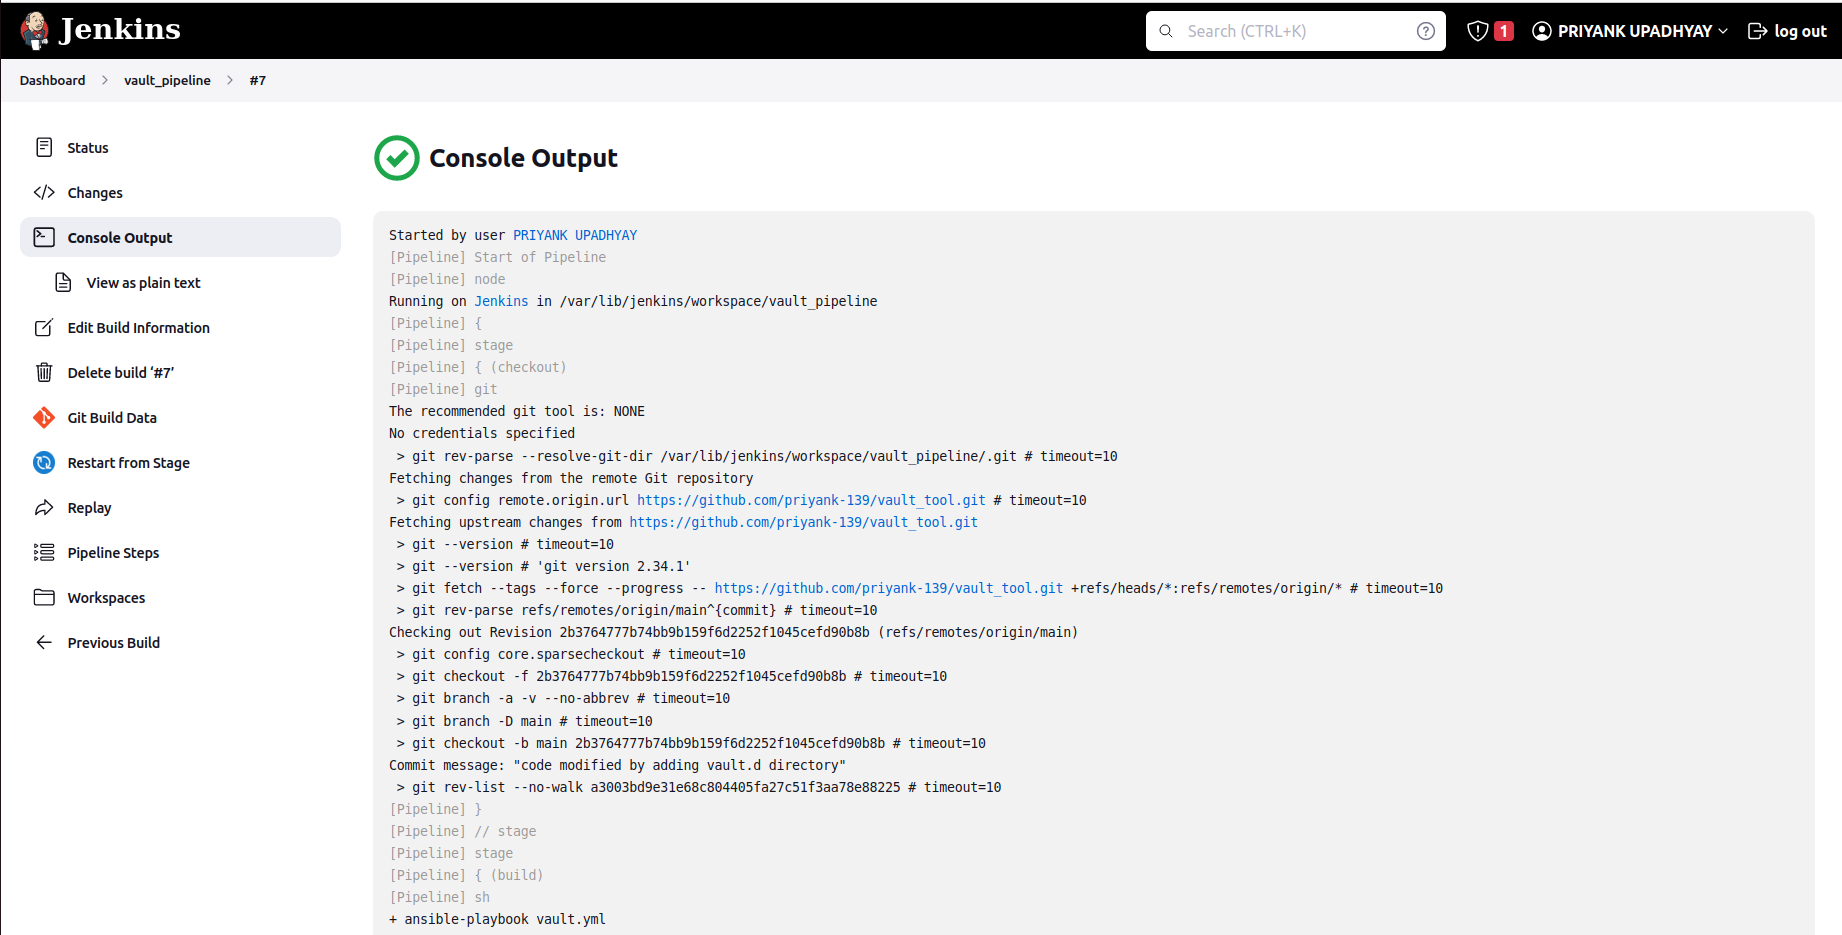 Jenkins
Search (CTRL+K)
1
PRIYANK UPADHYAY
log out
Dashboard > vault_pipeline > #7
Status
Changes
Console Output
View as plain text
Edit Build Information
Delete build ‘#7’
Git Build Data
Restart from Stage
Replay
Pipeline Steps
Workspaces
Previous Build
Console Output
Started by user PRIYANK UPADHYAY
[Pipeline] Start of Pipeline
[Pipeline] node
Running on Jenkins in /var/lib/jenkins/workspace/vault_pipeline
[Pipeline] {
[Pipeline] stage
[Pipeline] { (checkout)
[Pipeline] git
The recommended git tool is: NONE
No credentials specified
 > git rev-parse --resolve-git-dir /var/lib/jenkins/workspace/vault_pipeline/.git # timeout=10
Fetching changes from the remote Git repository
 > git config remote.origin.url https://github.com/priyank-139/vault_tool.git # timeout=10
Fetching upstream changes from https://github.com/priyank-139/vault_tool.git
 > git --version # timeout=10
 > git --version # 'git version 2.34.1'
 > git fetch --tags --force --progress -- https://github.com/priyank-139/vault_tool.git +refs/heads/*:refs/remotes/origin/* # timeout=10
 > git rev-parse refs/remotes/origin/main^{commit} # timeout=10
Checking out Revision 2b3764777b74bb9b159f6d2252f1045cefd90b8b (refs/remotes/origin/main)
 > git config core.sparsecheckout # timeout=10
 > git checkout -f 2b3764777b74bb9b159f6d2252f1045cefd90b8b # timeout=10
 > git branch -a -v --no-abbrev # timeout=10
 > git branch -D main # timeout=10
 > git checkout -b main 2b3764777b74bb9b159f6d2252f1045cefd90b8b # timeout=10
Commit message: "code modified by adding vault.d directory"
 > git rev-list --no-walk a3003bd9e31e68c804405fa27c51f3aa78e88225 # timeout=10
[Pipeline] }
[Pipeline] // stage
[Pipeline] stage
[Pipeline] { (build)
[Pipeline] sh
+ ansible-playbook vault.yml